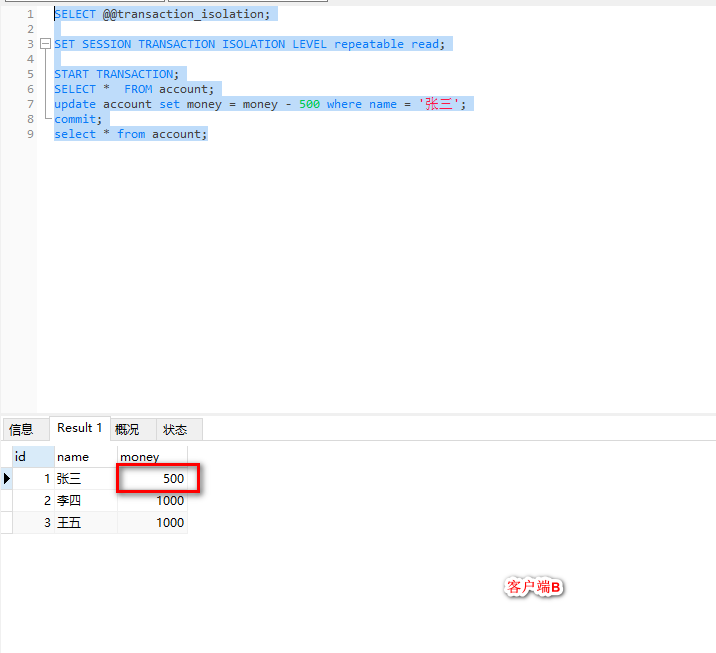 1 SELECT @@transaction_isolation;
2
3 SET SESSION TRANSACTION ISOLATION LEVEL repeatable read;
4
5 START TRANSACTION;
6 SELECT *  FROM account;
7 update account set money = money - 500 where name = '张三';
8 commit;
9 select * from account;
信息 Result 1 概况 状态
id name money
1 张三 500
2 李四 1000
3 王五 1000
客户端B